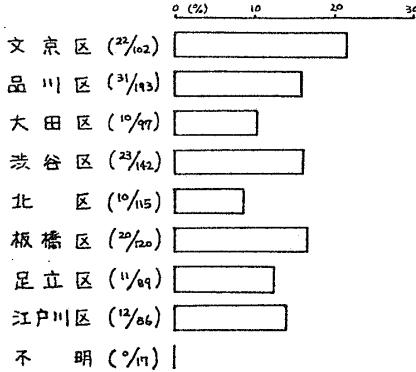 0 (%) 10 20 30
文京区 (22/102)
品川区 (31/193)
大田区 (10/97)
渋谷区 (23/142)
北区 (10/115)
板橋区 (20/120)
足立区 (11/89)
江戸川区 (12/86)
不明 (0/17)